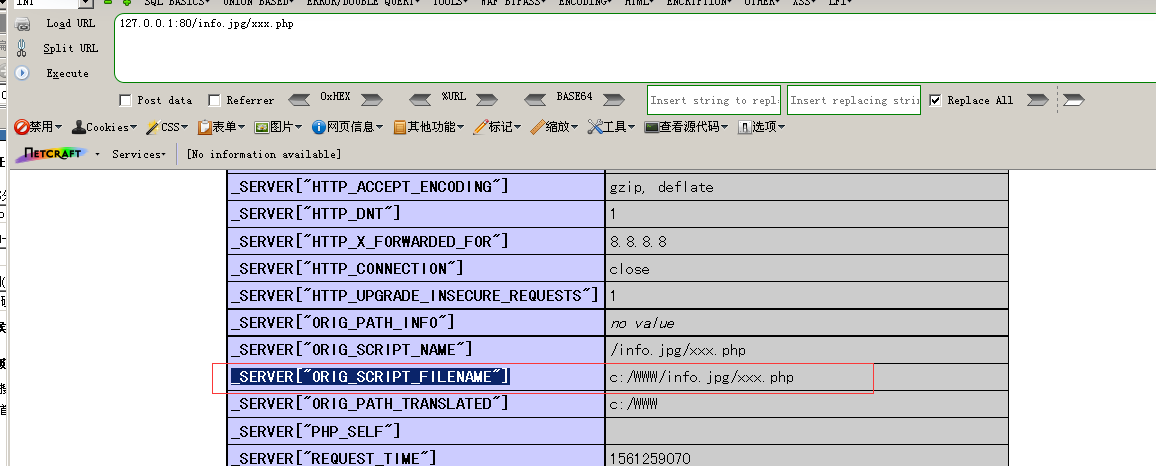 INT SQL BASICS▾ UNION BASED▾ ERROR/DOUBLE QUERY▾ TOOLS▾ WAF BYPASS▾ ENCODING▾ HTML▾ ENCRYPTION▾ OTHER▾ XSS▾ LFI▾
Load URL 127.0.0.1:80/info.jpg/xxx.php
Split URL
Execute
Post data Referrer 0xHEX %URL BASE64 Insert string to repl Insert replacing strin Replace All
禁用▾ Cookies▾ CSS▾ 表单▾ 图片▾ 网页信息▾ 其他功能▾ 标记▾ 缩放▾ 工具▾ 查看源代码▾ 选项▾
NETCRAFT Services▾ [No information available]
_SERVER["HTTP_ACCEPT_ENCODING"] gzip, deflate
_SERVER["HTTP_DNT"] 1
_SERVER["HTTP_X_FORWARDED_FOR"] 8.8.8.8
_SERVER["HTTP_CONNECTION"] close
_SERVER["HTTP_UPGRADE_INSECURE_REQUESTS"] 1
_SERVER["ORIG_PATH_INFO"] no value
_SERVER["ORIG_SCRIPT_NAME"] /info.jpg/xxx.php
_SERVER["ORIG_SCRIPT_FILENAME"] c:/WWW/info.jpg/xxx.php
_SERVER["ORIG_PATH_TRANSLATED"] c:/WWW
_SERVER["PHP_SELF"]
_SERVER["REQUEST_TIME"] 1561259070